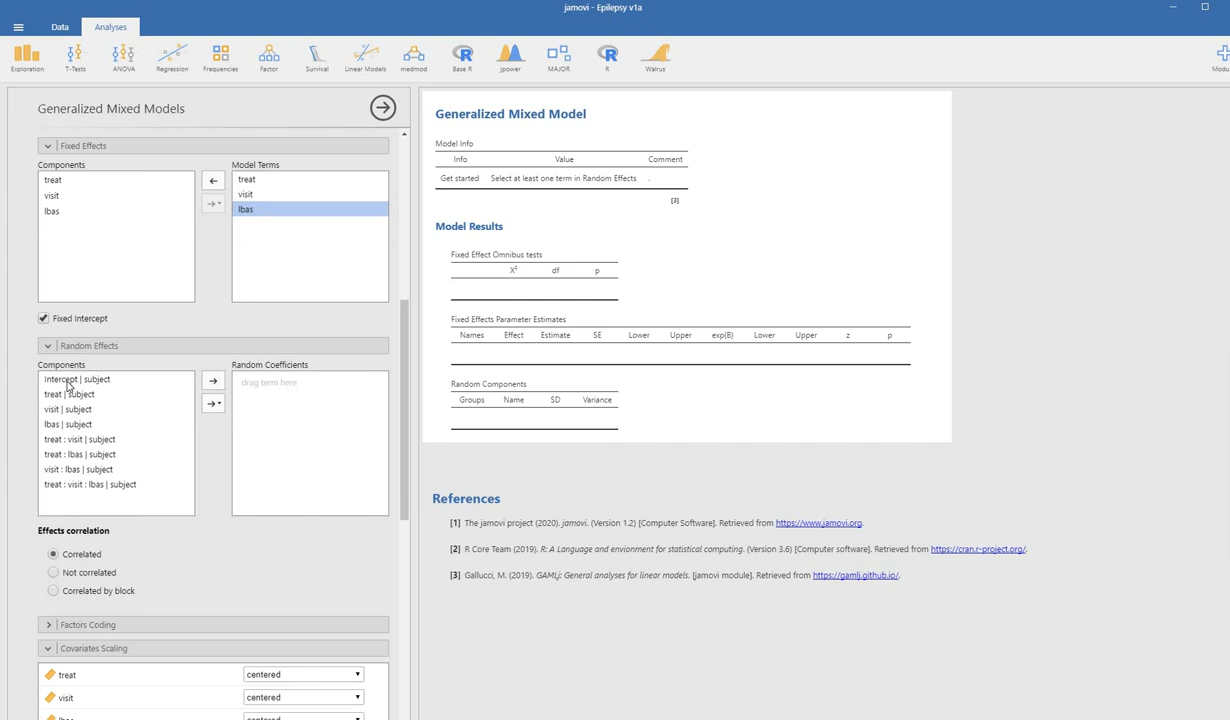 jamovi - Epilepsy v1a
Data Analyses
Exploration T-Tests ANOVA Regression Frequencies Factor Survival Linear Models medmod Base R jpower MAJOR R Walrus
Generalized Mixed Models
Fixed Effects
Components Model Terms
treat treat
visit visit
lbas lbas
Fixed Intercept
Random Effects
Components Random Coefficients
Intercept | subject drag term here
treat | subject
visit | subject
lbas | subject
treat : visit | subject
treat : lbas | subject
visit : lbas | subject
treat : visit : lbas | subject
Effects correlation
Correlated
Not correlated
Correlated by block
Factors Coding
Covariates Scaling
treat centered
visit centered
Generalized Mixed Model
Model Info
Info Value Comment
Get started Select at least one term in Random Effects .
[3]
Model Results
Fixed Effect Omnibus tests
X² df p
Fixed Effects Parameter Estimates
Names Effect Estimate SE Lower Upper exp(B) Lower Upper z p
Random Components
Groups Name SD Variance
References
[1] The jamovi project (2020). jamovi. (Version 1.2) [Computer Software]. Retrieved from https://www.jamovi.org.
[2] R Core Team (2019). R: A Language and envionment for statistical computing. (Version 3.6) [Computer software]. Retrieved from https://cran.r-project.org/.
[3] Gallucci, M. (2019). GAMLj: General analyses for linear models. [jamovi module]. Retrieved from https://gamlj.github.io/.